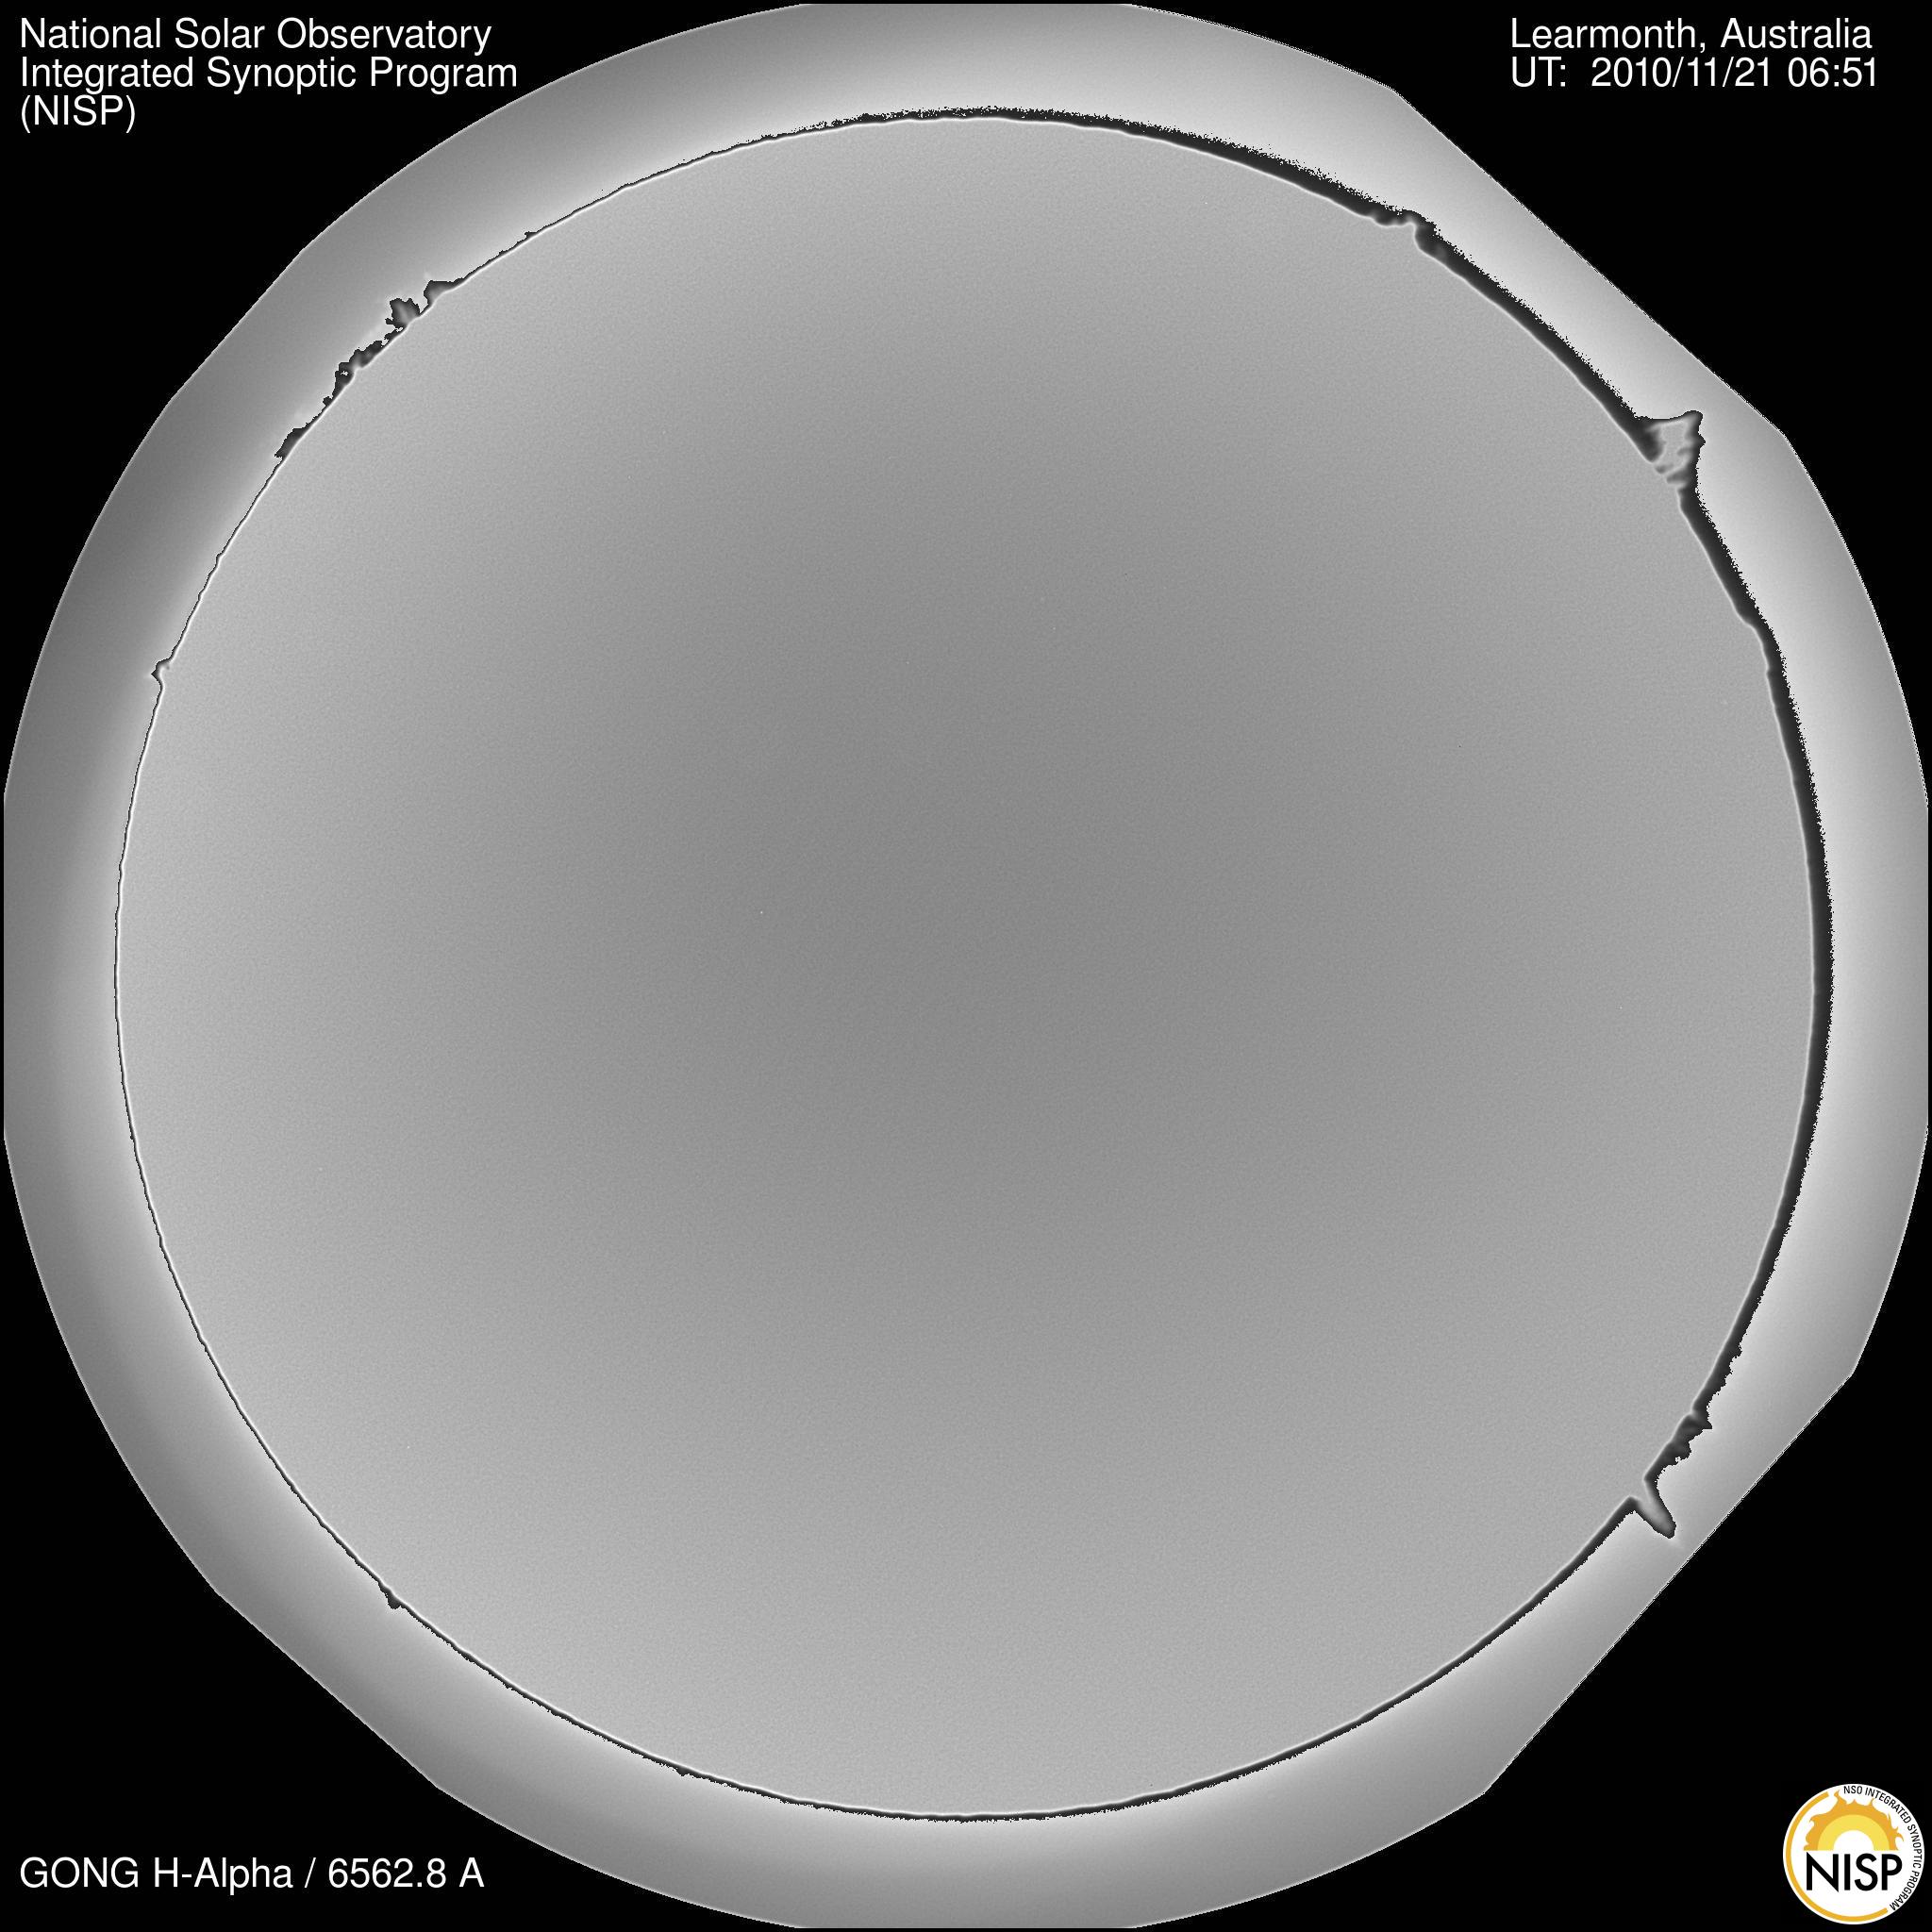 National Solar Observatory
Integrated Synoptic Program
(NISP)
Learmonth, Australia
UT:  2010/11/21 06:51
GONG H-Alpha / 6562.8 A
NSO INTEGRATED SYNOPTIC PROGRAM
NISP